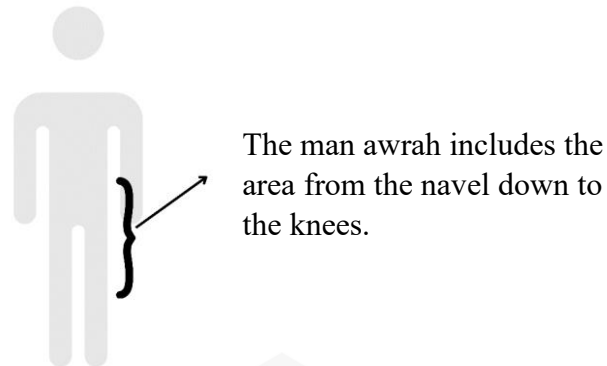 The man awrah includes the
area from the navel down to
the knees.